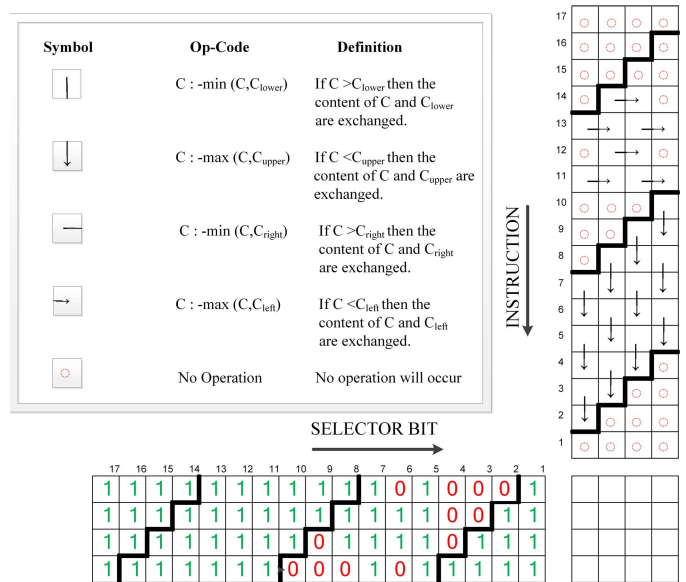 Symbol Op-Code Definition
C : -min (C,Clower) If C >Clower then the
content of C and Clower
are exchanged.
C : -max (C,Cupper) If C <Cupper then the
content of C and Cupper are
exchanged.
C : -min (C,Cright) If C >Cright then the
content of C and Cright
are exchanged.
C : -max (C,Cleft) If C <Cleft then the
content of C and Cleft
are exchanged.
No Operation No operation will occur
INSTRUCTION
17
16
15
14
13
12
11
10
9
8
7
6
5
4
3
2
1
SELECTOR BIT
17 16 15 14 13 12 11 10 9 8 7 6 5 4 3 2 1
1 1 1 1 1 1 1 1 1 1 1 0 1 0 0 0 1
1 1 1 1 1 1 1 1 1 1 1 1 1 0 0 1 1
1 1 1 1 1 1 1 1 0 1 1 1 1 0 1 1 1
1 1 1 1 1 1 1 0 0 0 1 0 1 1 1 1 1